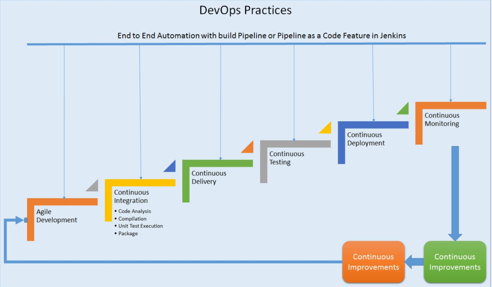 DevOps Practices
End to End Automation with build Pipeline or Pipeline as a Code Feature in Jenkins
Continuous
Monitoring
Continuous
Deployment
Continuous
Testing
Continuous
Delivery
Continuous
Integration
• Code Analysis
• Compilation
• Unit Test Execution
• Package
Agile
Development
Continuous
Improvements
Continuous
Improvements